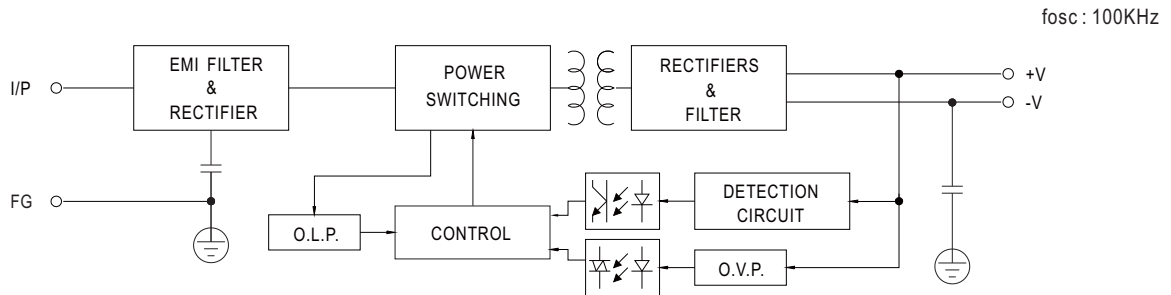 fosc : 100KHz
I/P
EMI FILTER
&
RECTIFIER
POWER
SWITCHING
RECTIFIERS
&
FILTER
+V
-V
FG
O.L.P.
CONTROL
DETECTION
CIRCUIT
O.V.P.